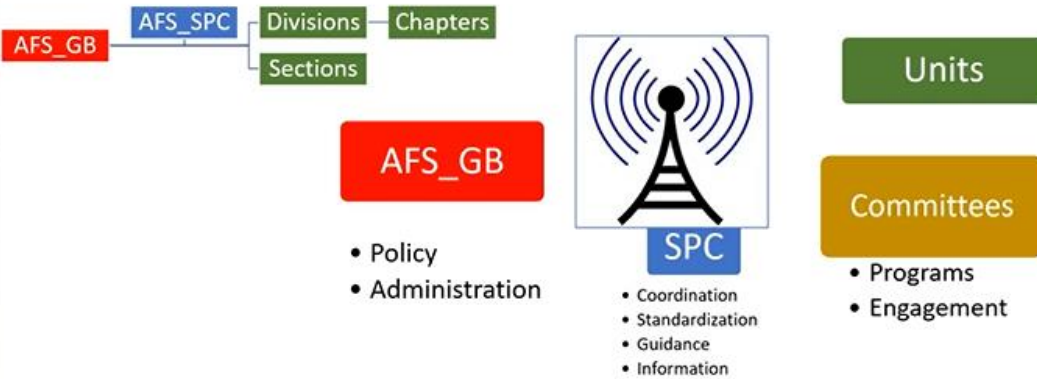 AFS_GB
AFS_SPC
Divisions
Chapters
Sections
AFS_GB
• Policy
• Administration
SPC
• Coordination
• Standardization
• Guidance
• Information
Units
Committees
• Programs
• Engagement